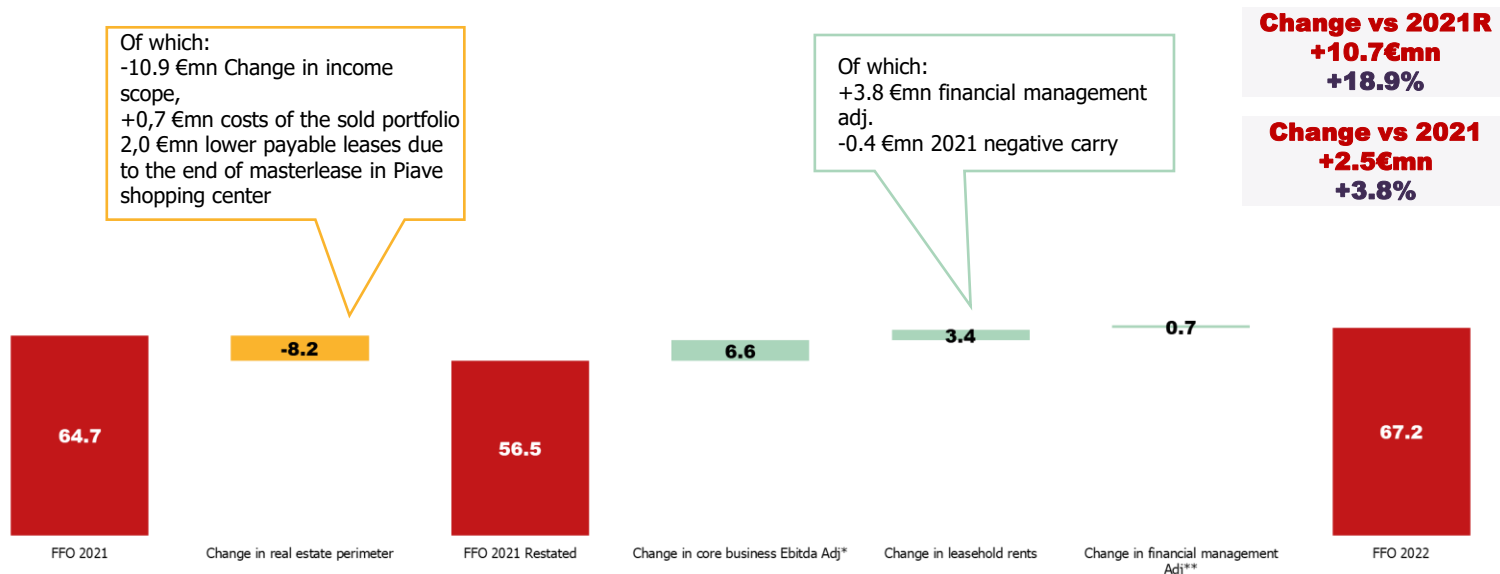 Of which:
-10.9 €mn Change in income
scope,
+0,7 €mn costs of the sold portfolio
2,0 €mn lower payable leases due
to the end of masterlease in Piave
shopping center
Of which:
+3.8 €mn financial management
adj.
-0.4 €mn 2021 negative carry
Change vs 2021R
+10.7€mn
+18.9%
Change vs 2021
+2.5€mn
+3.8%
64.7
-8.2
56.5
6.6
3.4
0.7
67.2
FFO 2021
Change in real estate perimeter
FFO 2021 Restated
Change in core business Ebitda Adj*
Change in leasehold rents
Change in financial management
Adj**
FFO 2022